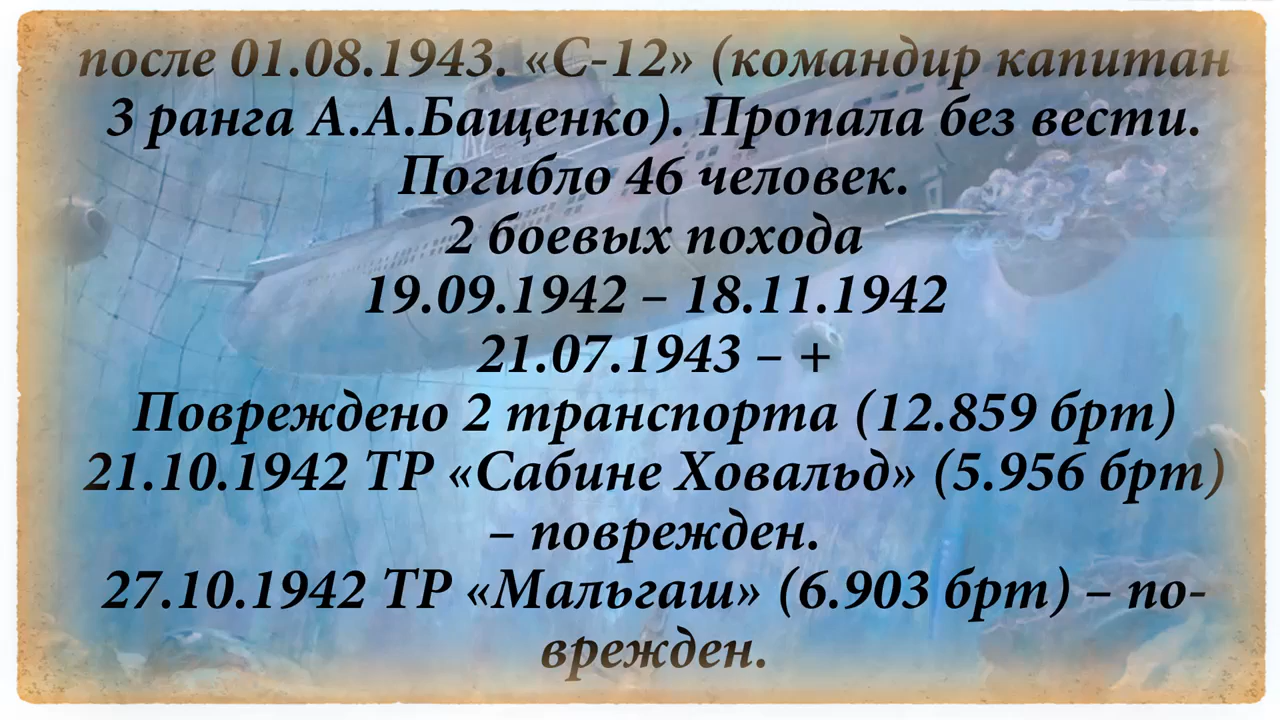 после 01.08.1943. «С-12» (командир капитан
3 ранга А.А.Бащенко). Пропала без вести.
Погибло 46 человек.
2 боевых похода
19.09.1942 – 18.11.1942
21.07.1943 – +
Повреждено 2 транспорта (12.859 брт)
21.10.1942 ТР «Сабине Ховальд» (5.956 брт)
– поврежден.
27.10.1942 ТР «Мальгаш» (6.903 брт) – по-
врежден.